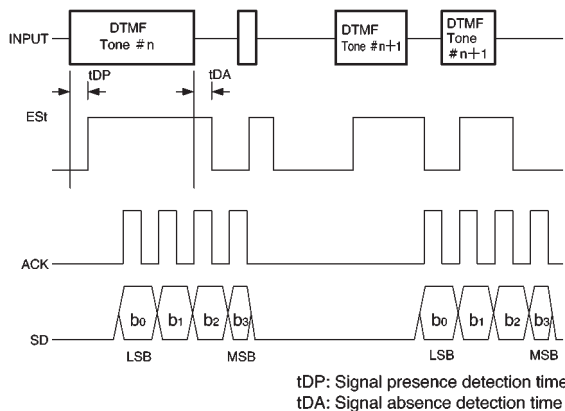 INPUT
DTMF
Tone #n
DTMF
Tone #n+1
DTMF
Tone
#n+1
tDP
tDA
ESt
ACK
SD
b0
b1
b2
b3
b0
b1
b2
b3
LSB
MSB
LSB
MSB
tDP: Signal presence detection time
tDA: Signal absence detection time